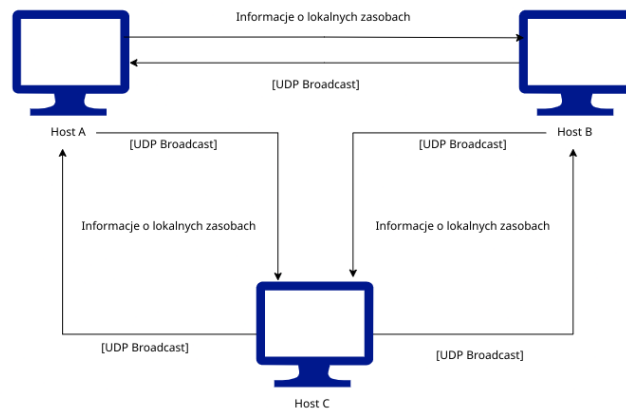 Informacje o lokalnych zasobach
[UDP Broadcast]
Host A
Host B
[UDP Broadcast]
[UDP Broadcast]
Informacje o lokalnych zasobach
Informacje o lokalnych zasobach
[UDP Broadcast]
[UDP Broadcast]
Host C